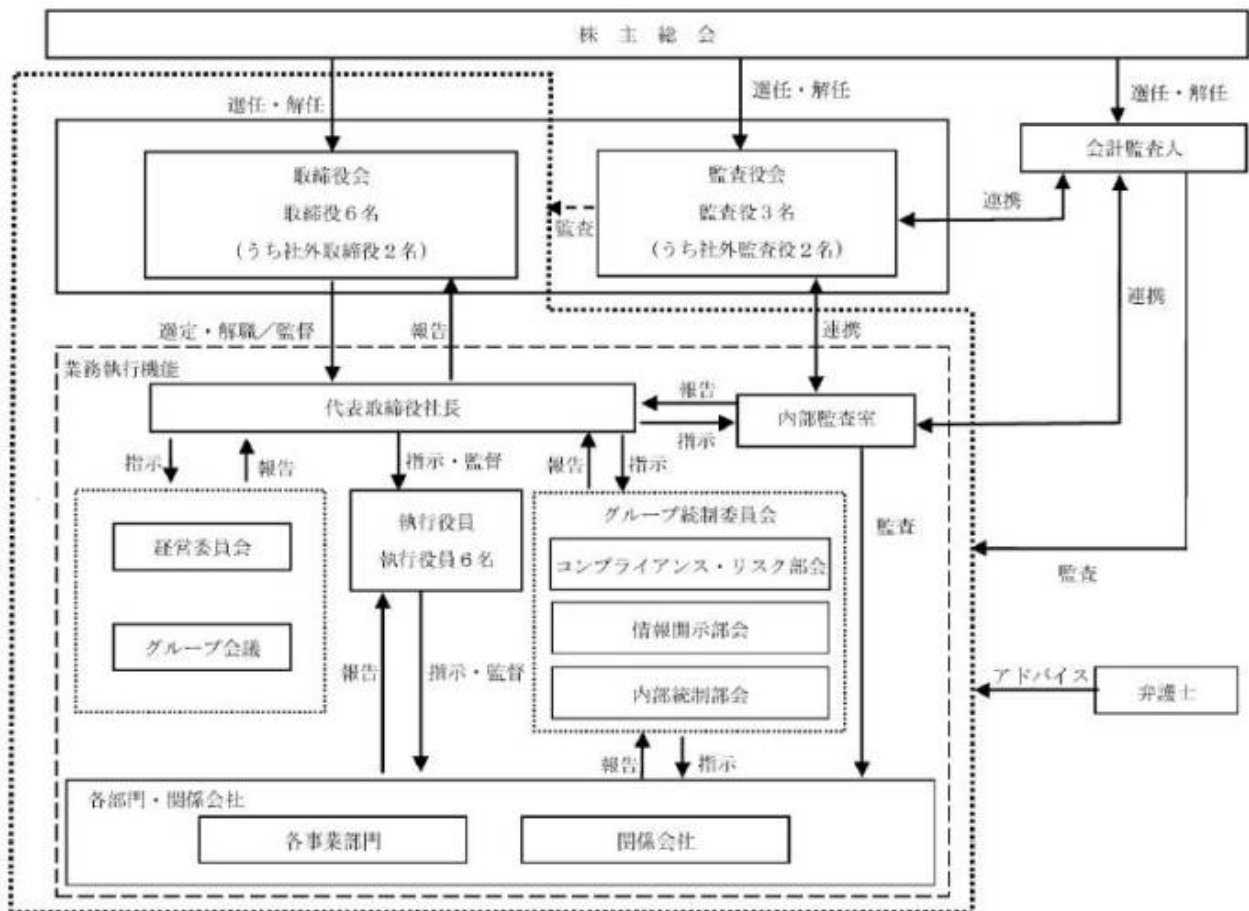 株主総会
選任・解任
選任・解任
選任・解任
取締役会
取締役6名
(うち社外取締役2名)
監査
監査役会
監査役3名
(うち社外監査役2名)
会計監査人
連携
連携
選定・解職/監督
報告
連携
業務執行機能
代表取締役社長
報告
指示
内部監査室
指示
報告
指示・監督
報告
指示
経営委員会
グループ会議
執行役員
執行役員6名
グループ統制委員会
コンプライアンス・リスク部会
情報開示部会
内部統制部会
監査
監査
報告
指示・監督
アドバイス
弁護士
報告
指示
各部門・関係会社
各事業部門
関係会社